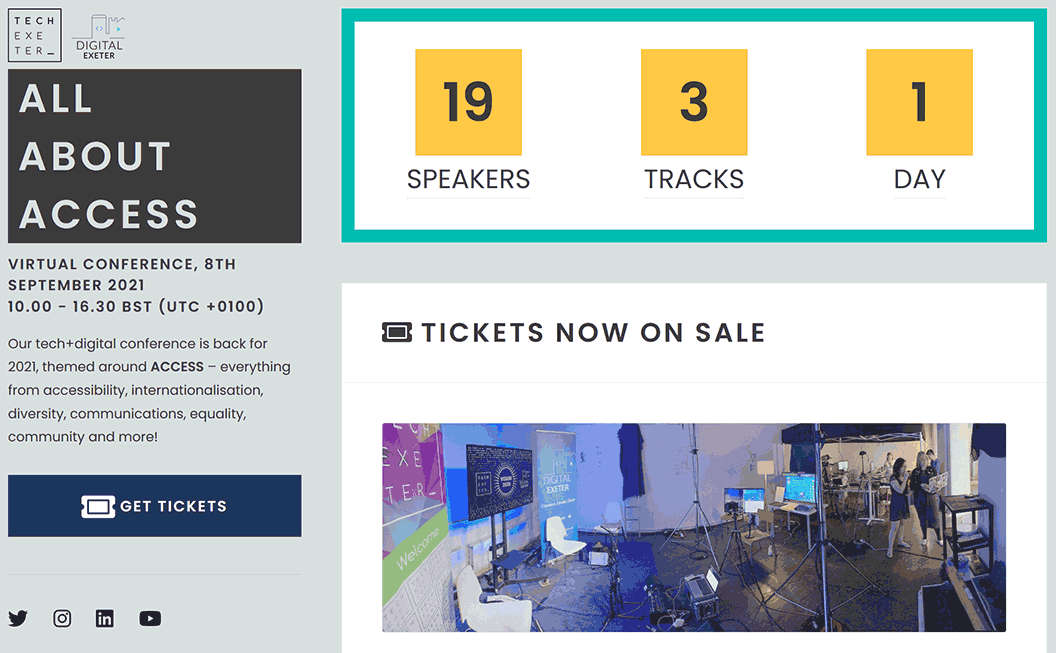 TECH
EXE
TER_
DIGITAL
EXETER
ALL
ABOUT
ACCESS
VIRTUAL CONFERENCE, 8TH
SEPTEMBER 2021
10.00 - 16.30 BST (UTC +0100)
Our tech+digital conference is back for
2021, themed around ACCESS – everything
from accessibility, internationalisation,
diversity, communications, equality,
community and more!
GET TICKETS
19
SPEAKERS
3
TRACKS
1
DAY
TICKETS NOW ON SALE
TECH
EXE
TER_
Welcome
DIGITAL
EXETER